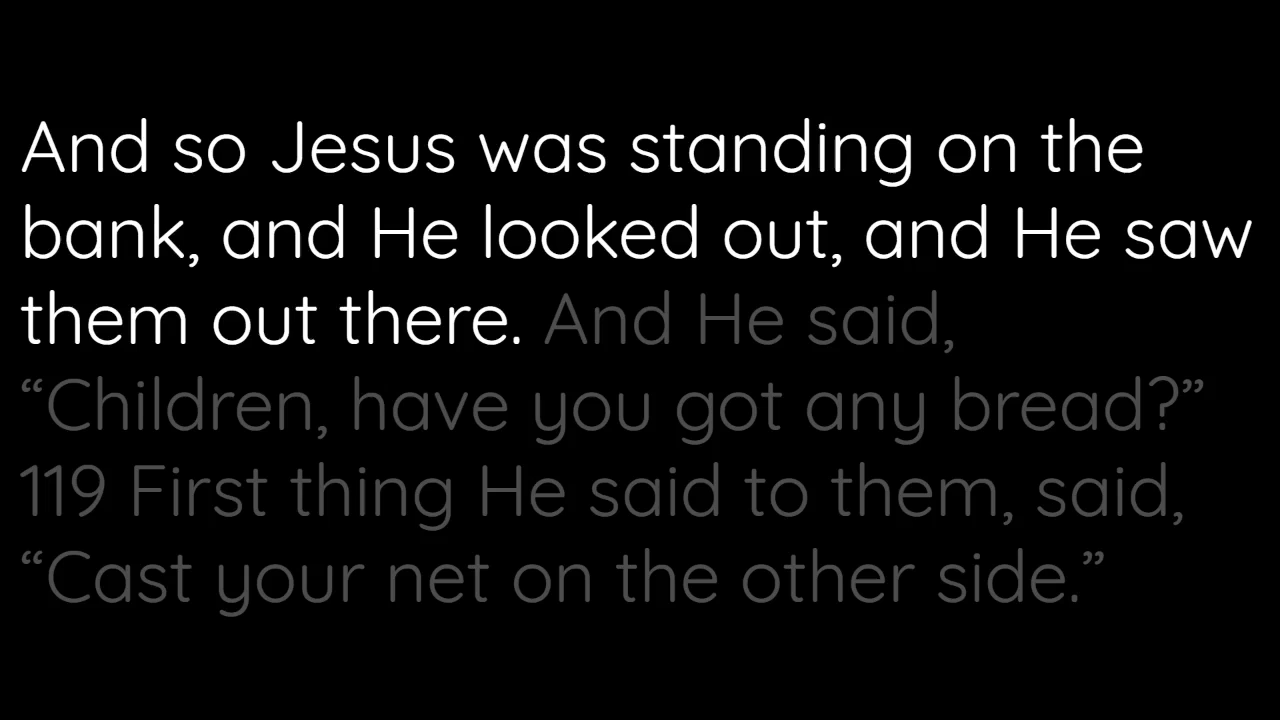 And so Jesus was standing on the
bank, and He looked out, and He saw
them out there. And He said,
“Children, have you got any bread?”
119 First thing He said to them, said,
“Cast your net on the other side.”